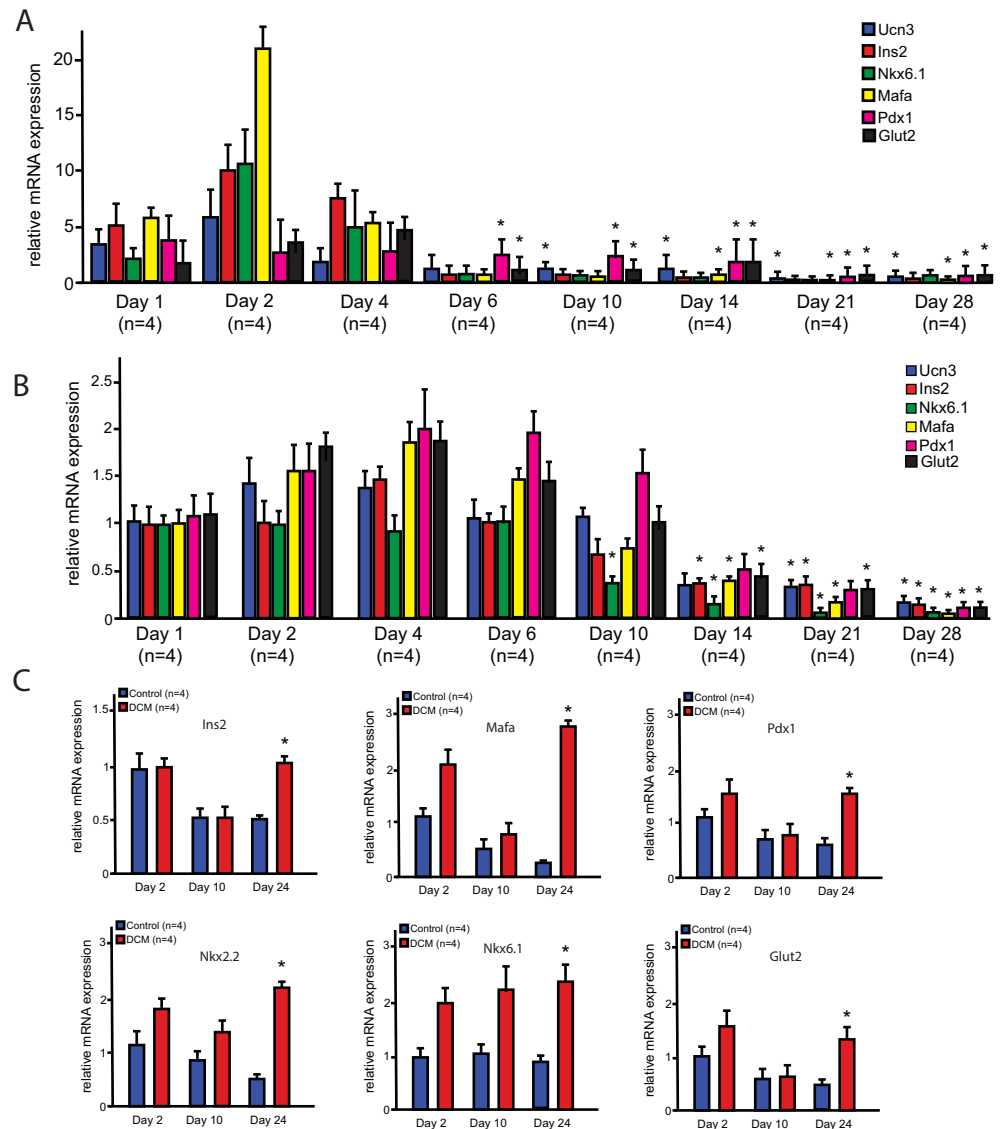 A
relative mRNA expression
20
15
10
5
0
Ucn3
Ins2
Nkx6.1
Mafa
Pdx1
Glut2
* * * * * * * * * * * * * * * * * * *
Day 1 Day 2 Day 4 Day 6 Day 10 Day 14 Day 21 Day 28
(n=4) (n=4) (n=4) (n=4) (n=4) (n=4) (n=4) (n=4)
B
relative mRNA expression
2.5
2
1.5
1
0.5
0
Ucn3
Ins2
Nkx6.1
Mafa
Pdx1
Glut2
* * * * * * * * * * * * * * * *
Day 1 Day 2 Day 4 Day 6 Day 10 Day 14 Day 21 Day 28
(n=4) (n=4) (n=4) (n=4) (n=4) (n=4) (n=4) (n=4)
C
Control (n=4)
DCM (n=4)
Ins2
relative mRNA expression
1.5
1
0.5
0
*
Day 2 Day 10 Day 24
Control (n=4)
DCM (n=4)
Mafa
relative mRNA expression
3
2
1
0
*
Day 2 Day 10 Day 24
Control (n=4)
DCM (n=4)
Pdx1
relative mRNA expression
3
2
1
0
*
Day 2 Day 10 Day 24
Control (n=4)
DCM (n=4)
Nkx2.2
relative mRNA expression
3
2
1
0
*
Day 2 Day 10 Day 24
Control (n=4)
DCM (n=4)
Nkx6.1
relative mRNA expression
3
2
1
0
*
Day 2 Day 10 Day 24
Control (n=4)
DCM (n=4)
Glut2
relative mRNA expression
3
2
1
0
*
Day 2 Day 10 Day 24